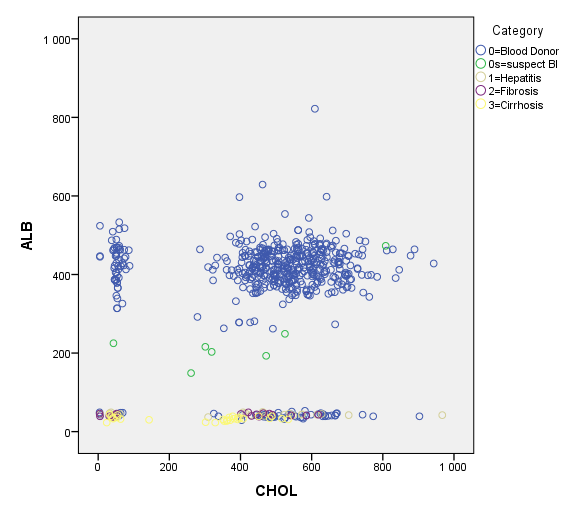 Category
0=Blood Donor
0s=suspect Bl
1=Hepatitis
2=Fibrosis
3=Cirrhosis
1 000
800
600
400
200
0
ALB
0
200
400
600
800
1 000
CHOL